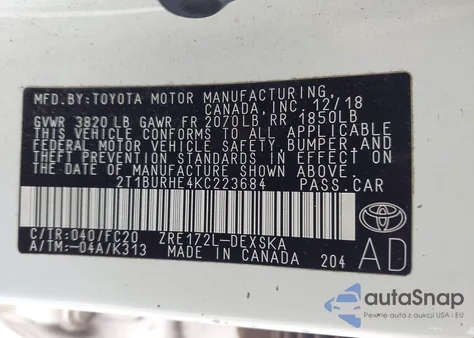 MFD.BY: TOYOTA MOTOR MANUFACTURING,
CANADA, INC. 12/18
GVWR 3820 LB GAWR FR 2070LB RR 1850LB
THIS VEHICLE CONFORMS TO ALL APPLICABLE
FEDERAL MOTOR VEHICLE SAFETY, BUMPER, AND
THEFT PREVENTION STANDARDS IN EFFECT ON
THE DATE OF MANUFACTURE SHOWN ABOVE.
2T1BURHE4KC223684 PASS.CAR
C/TR:040/FC20 ZRE172L-DEXSKA
A/TM:-04A/K313 MADE IN CANADA 204
TOYOTA
AD
autoSnap
Pewne auta z aukcji USA i EU